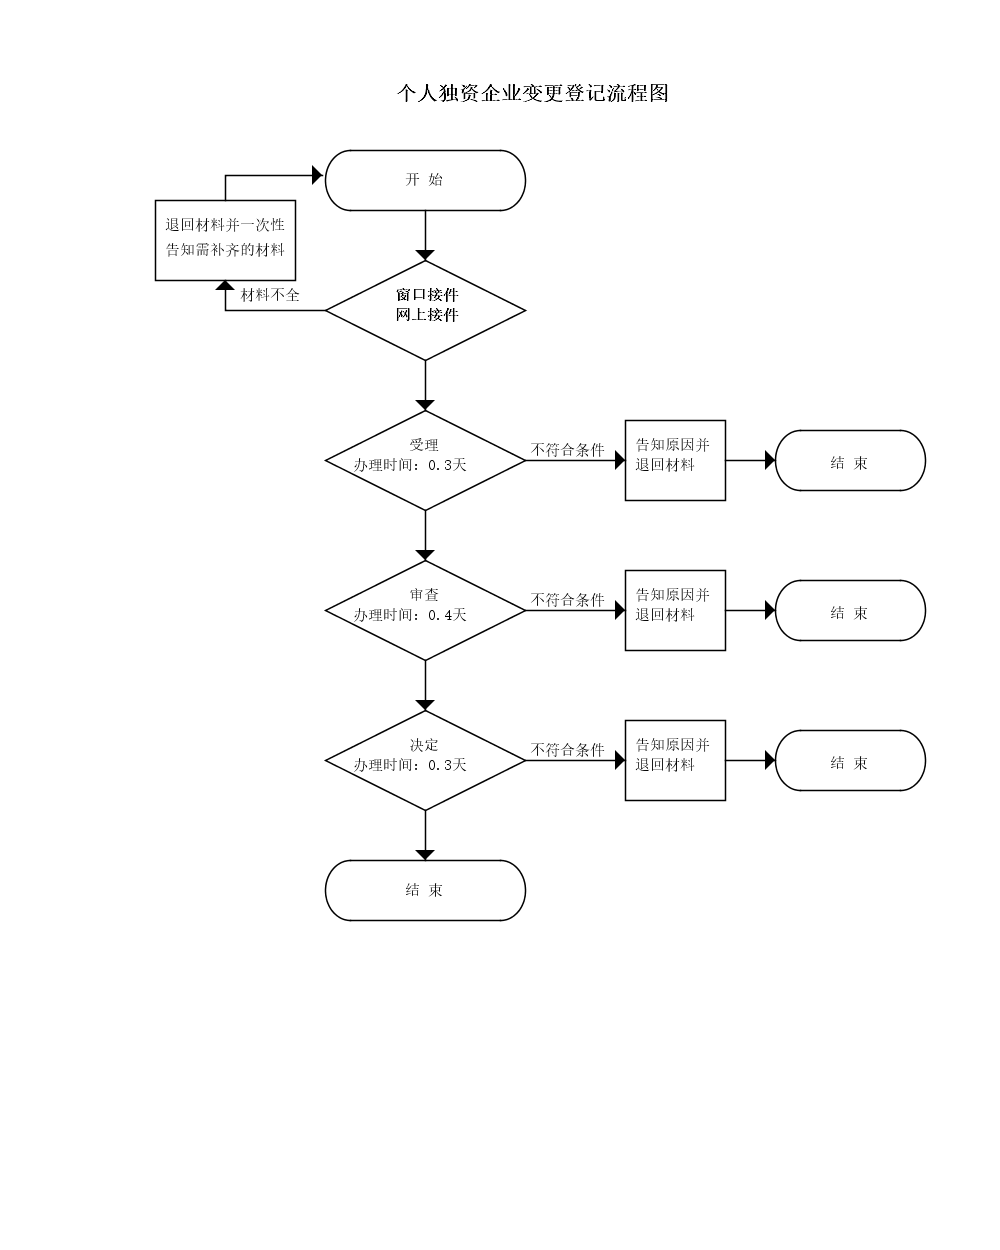 个人独资企业变更登记流程图
开 始
退回材料并一次性
告知需补齐的材料
材料不全
窗口接件
网上接件
受理
办理时间：0.3天
不符合条件
告知原因并
退回材料
结 束
审查
办理时间：0.4天
不符合条件
告知原因并
退回材料
结 束
决定
办理时间：0.3天
不符合条件
告知原因并
退回材料
结 束
结 束